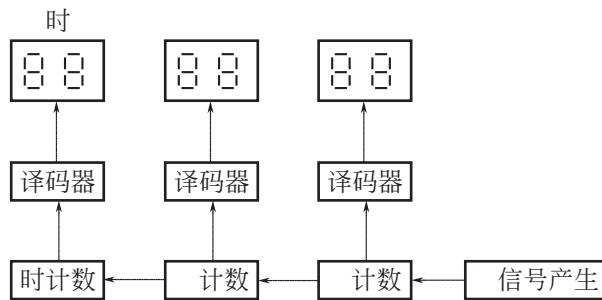 时
88 88 88
译码器 译码器 译码器
时计数 计数 计数 信号产生